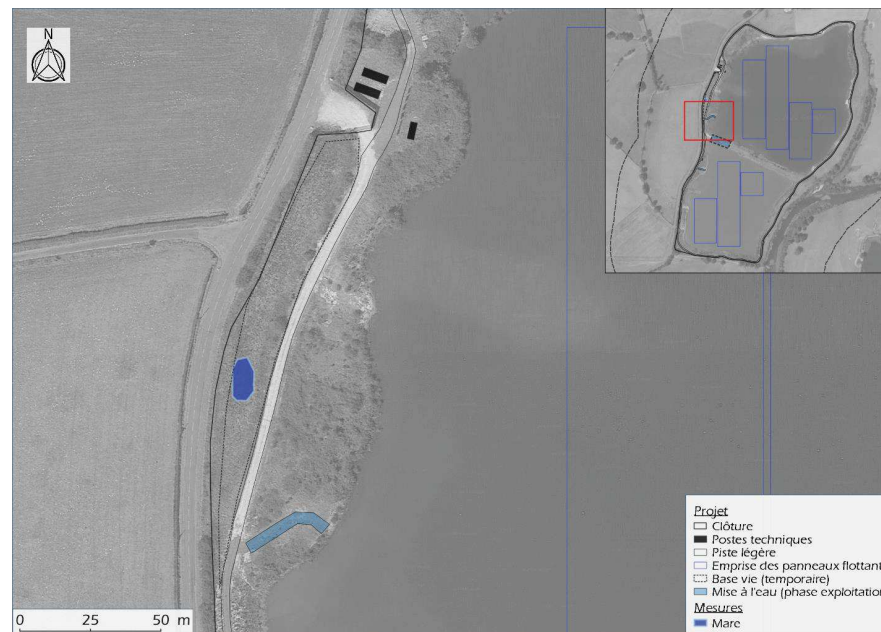 N
Projet
Clôture
Postes techniques
Piste légère
Emprise des panneaux flottant
Base vie (temporaire)
Mise à l'eau (phase exploitation
Mesures
Mare
0 25 50 m